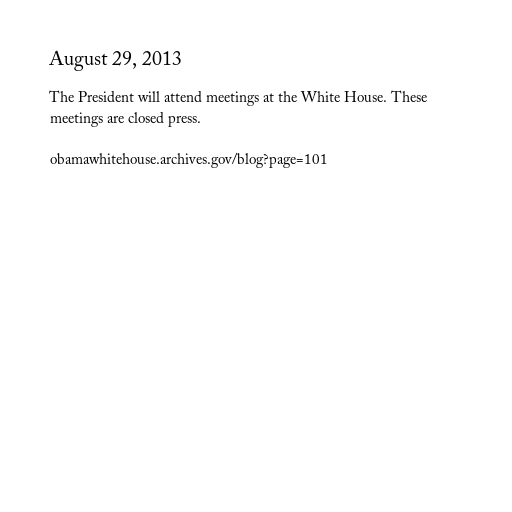 August 29, 2013
The President will attend meetings at the White House. These
meetings are closed press.
obamawhitehouse.archives.gov/blog?page=101